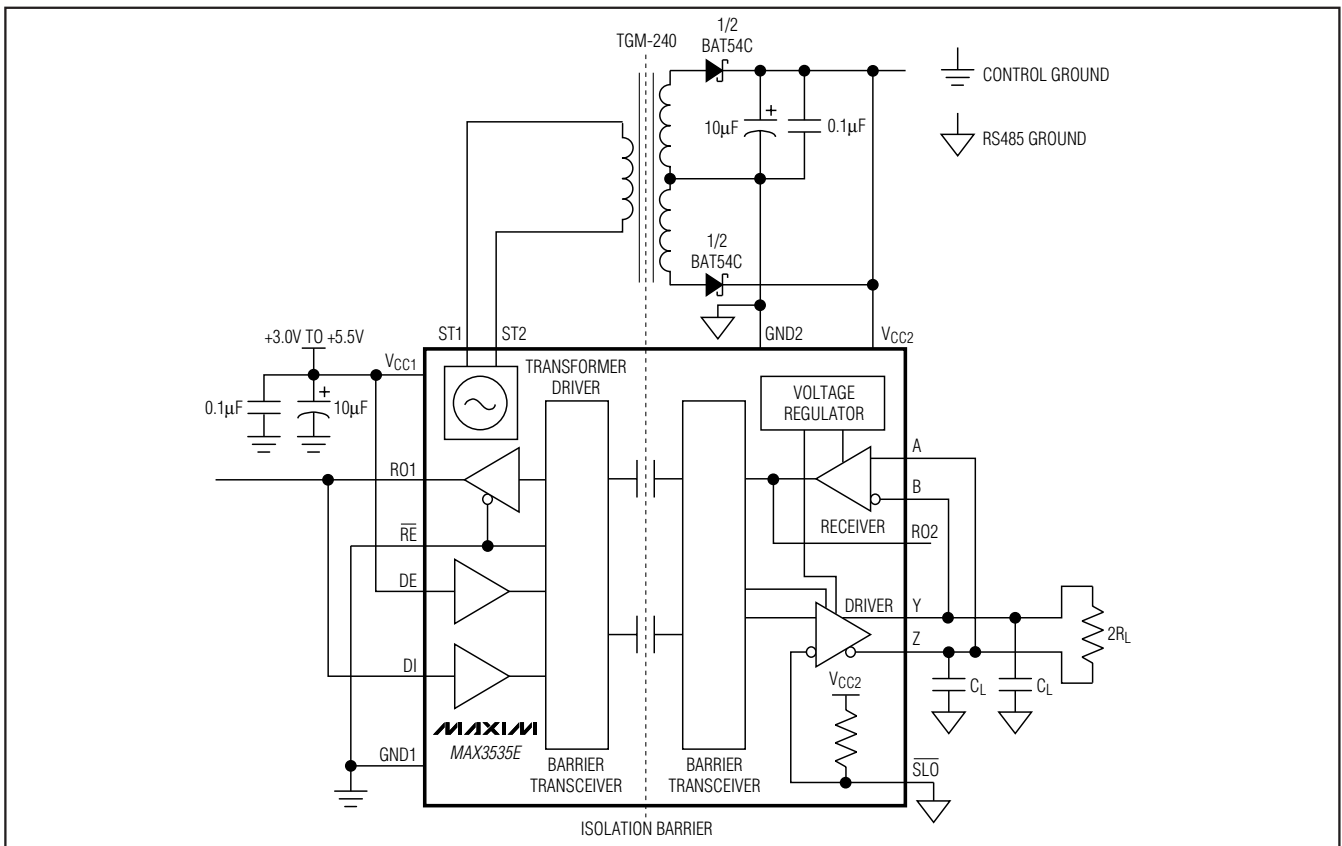 1/2
BAT54C
TGM-240
10µF
+
0.1µF
CONTROL GROUND
RS485 GROUND
1/2
BAT54C
GND2
VCC2
ST1
ST2
+3.0V TO +5.5V
VCC1
0.1µF
+
10µF
TRANSFORMER
DRIVER
VOLTAGE
REGULATOR
A
B
RO1
RECEIVER
RO2
RE
DE
DRIVER
Y
Z
2RL
DI
VCC2
CL
CL
MAXIM
MAX3535E
GND1
BARRIER
TRANSCEIVER
BARRIER
TRANSCEIVER
SLO
ISOLATION BARRIER